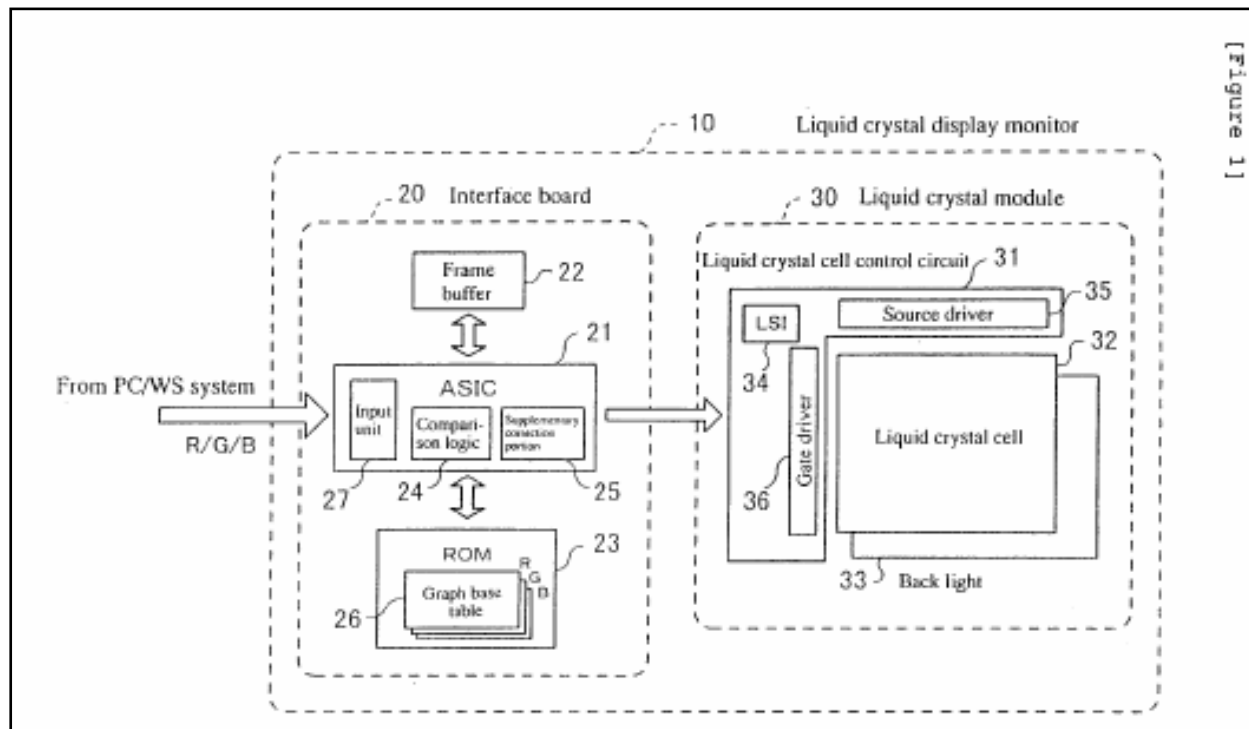 [Figure 1]
10
Liquid crystal display monitor
20
Interface board
30
Liquid crystal module
Frame
buffer
22
Liquid crystal cell control circuit
31
35
LSI
Source driver
34
32
21
From PC/WS system
R/G/B
ASIC
Input
unit
Compari-
son logic
Supplementary
correction
portion
27
24
25
Gate driver
36
Liquid crystal cell
ROM
23
R
G
B
Graph base
table
26
33
Back light